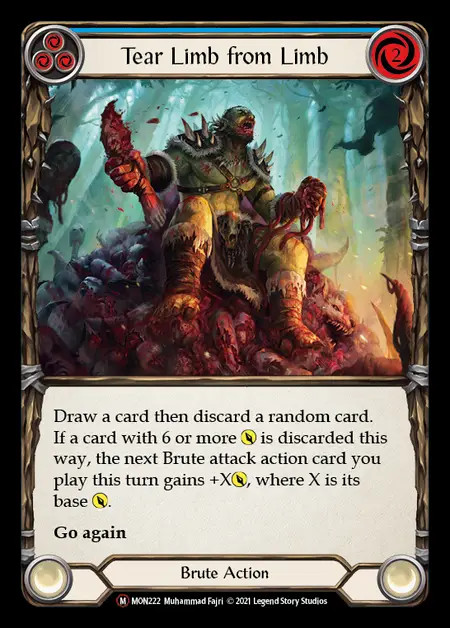 2
Tear Limb from Limb
Draw a card then discard a random card.
If a card with 6 or more is discarded this
way, the next Brute attack action card you
play this turn gains +X, where X is its
base .
Go again
Brute Action
M MON222 Muhammad Fajri © 2021 Legend Story Studios